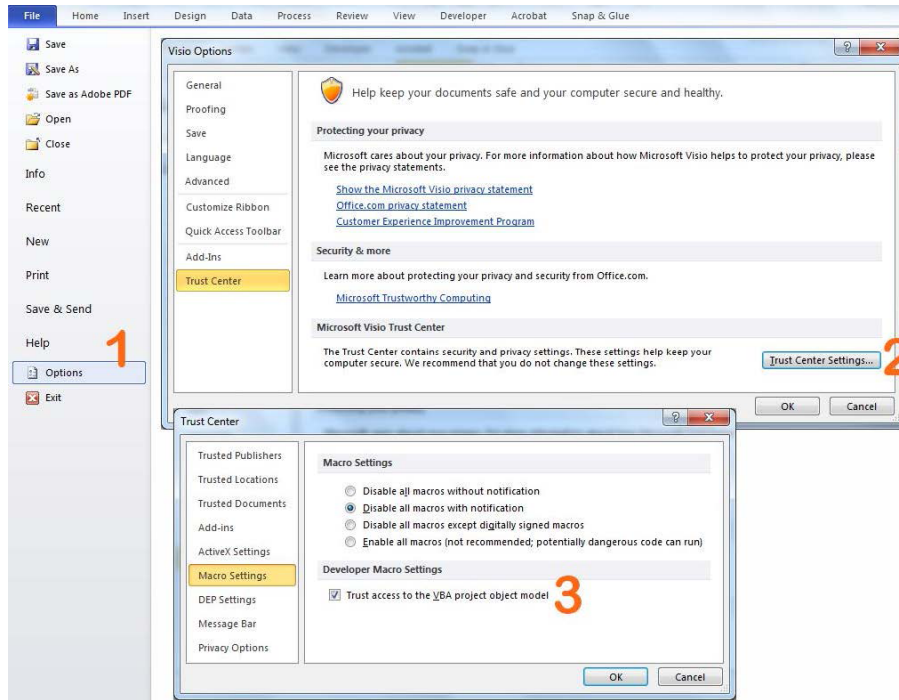 File Home Insert Design Data Process Review View Developer Acrobat Snap & Glue
Save
Save As
Save as Adobe PDF
Open
Close
Info
Recent
New
Print
Save & Send
Help
1
Options
Exit
Visio Options
General
Proofing
Save
Language
Advanced
Customize Ribbon
Quick Access Toolbar
Add-Ins
Trust Center
Help keep your documents safe and your computer secure and healthy.
Protecting your privacy
Microsoft cares about your privacy. For more information about how Microsoft Visio helps to protect your privacy, please
see the privacy statements.
Show the Microsoft Visio privacy statement
Office.com privacy statement
Customer Experience Improvement Program
Security & more
Learn more about protecting your privacy and security from Office.com.
Microsoft Trustworthy Computing
Microsoft Visio Trust Center
The Trust Center contains security and privacy settings. These settings help keep your
computer secure. We recommend that you do not change these settings.
Trust Center Settings...
2
OK Cancel
Trust Center
Trusted Publishers
Trusted Locations
Trusted Documents
Add-ins
ActiveX Settings
Macro Settings
DEP Settings
Message Bar
Privacy Options
Macro Settings
Disable all macros without notification
Disable all macros with notification
Disable all macros except digitally signed macros
Enable all macros (not recommended; potentially dangerous code can run)
Developer Macro Settings
Trust access to the VBA project object model
3
OK Cancel